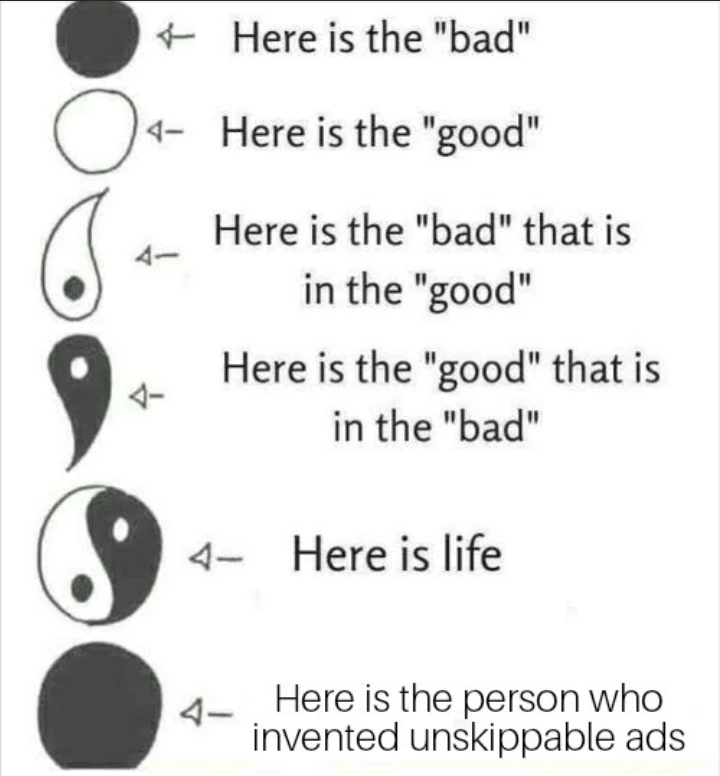 Here is the "bad"
Here is the "good"
Here is the "bad" that is
in the "good"
Here is the "good" that is
in the "bad"
Here is life
Here is the person who
invented unskippable ads